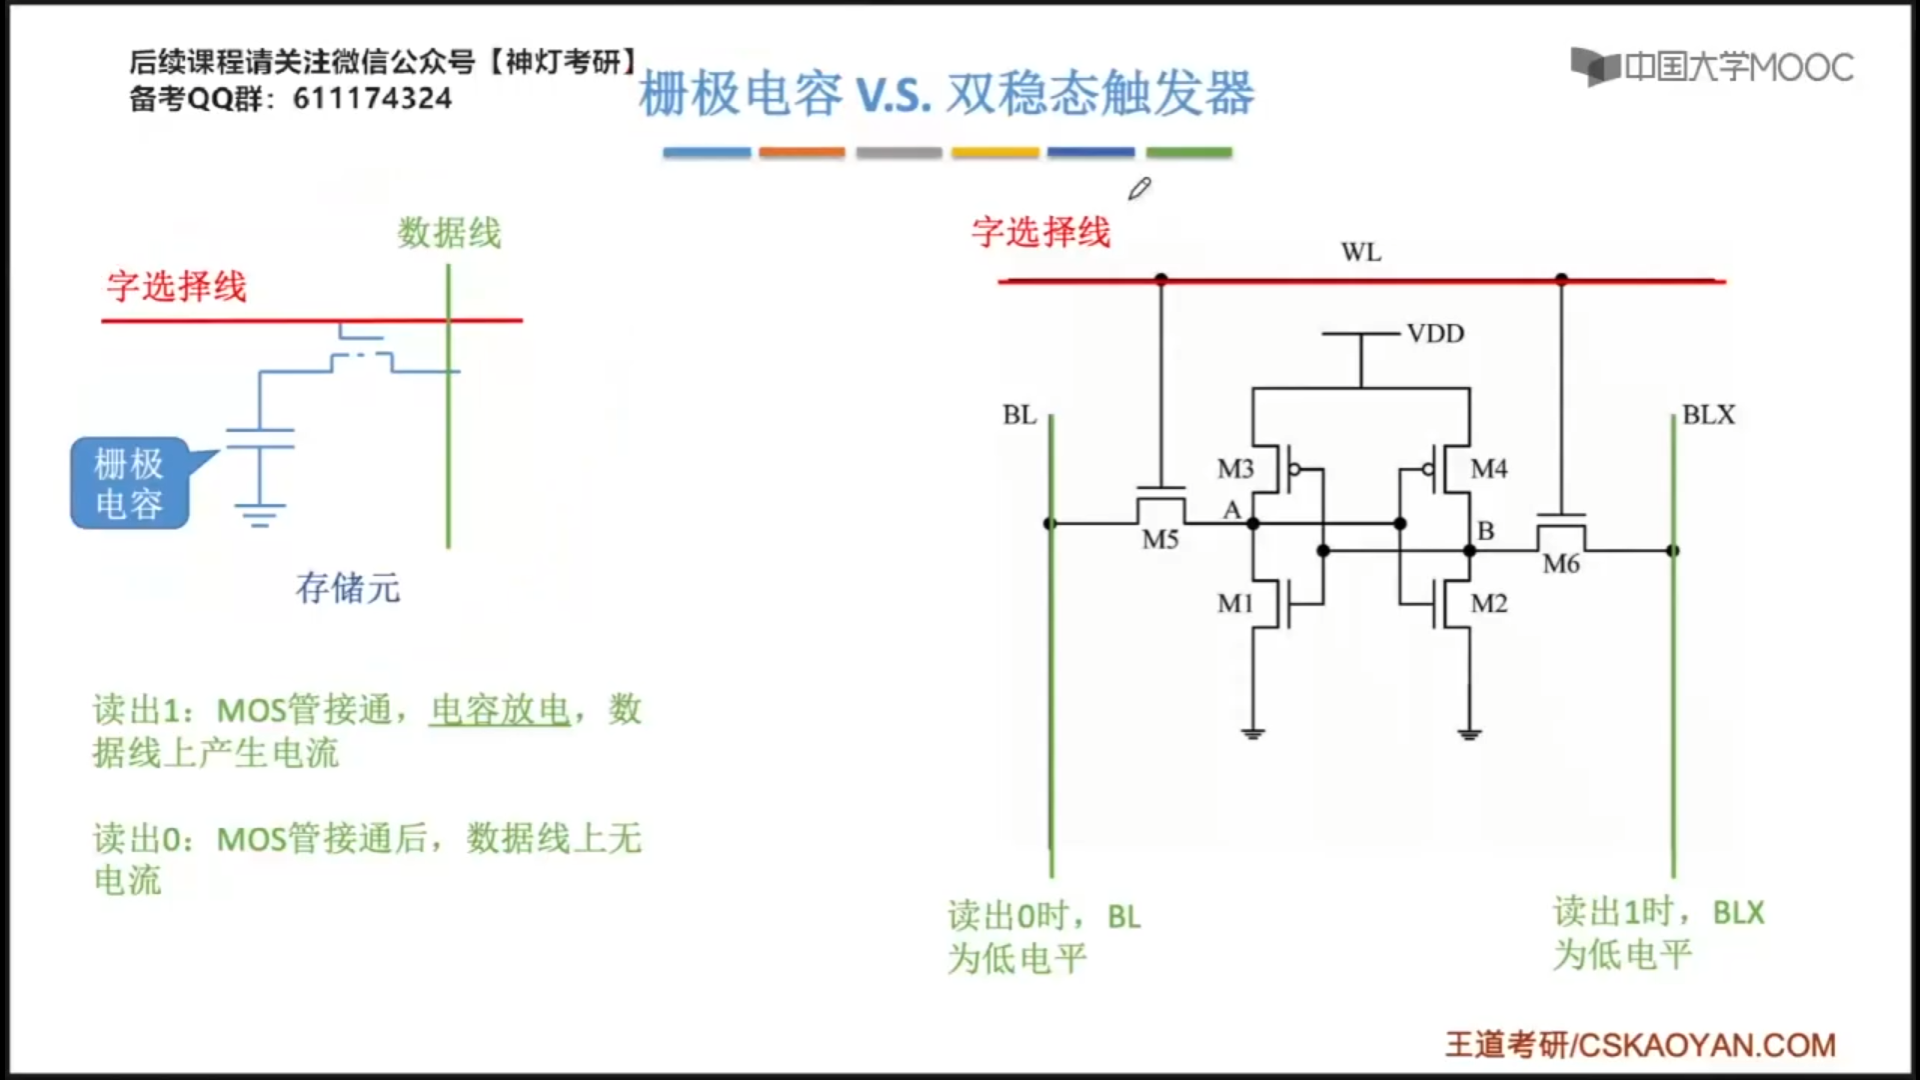 后续课程请关注微信公众号【神灯考研】
备考QQ群：611174324
中国大学MOOC
栅极电容 V.S. 双稳态触发器
数据线
字选择线
栅极
电容
存储元
读出1：MOS管接通，电容放电，数
据线上产生电流
读出0：MOS管接通后，数据线上无
电流
字选择线
WL
VDD
BL
BLX
M3
M4
A
B
M5
M6
M1
M2
读出0时，BL
为低电平
读出1时，BLX
为低电平
王道考研/CSKAOYAN.COM